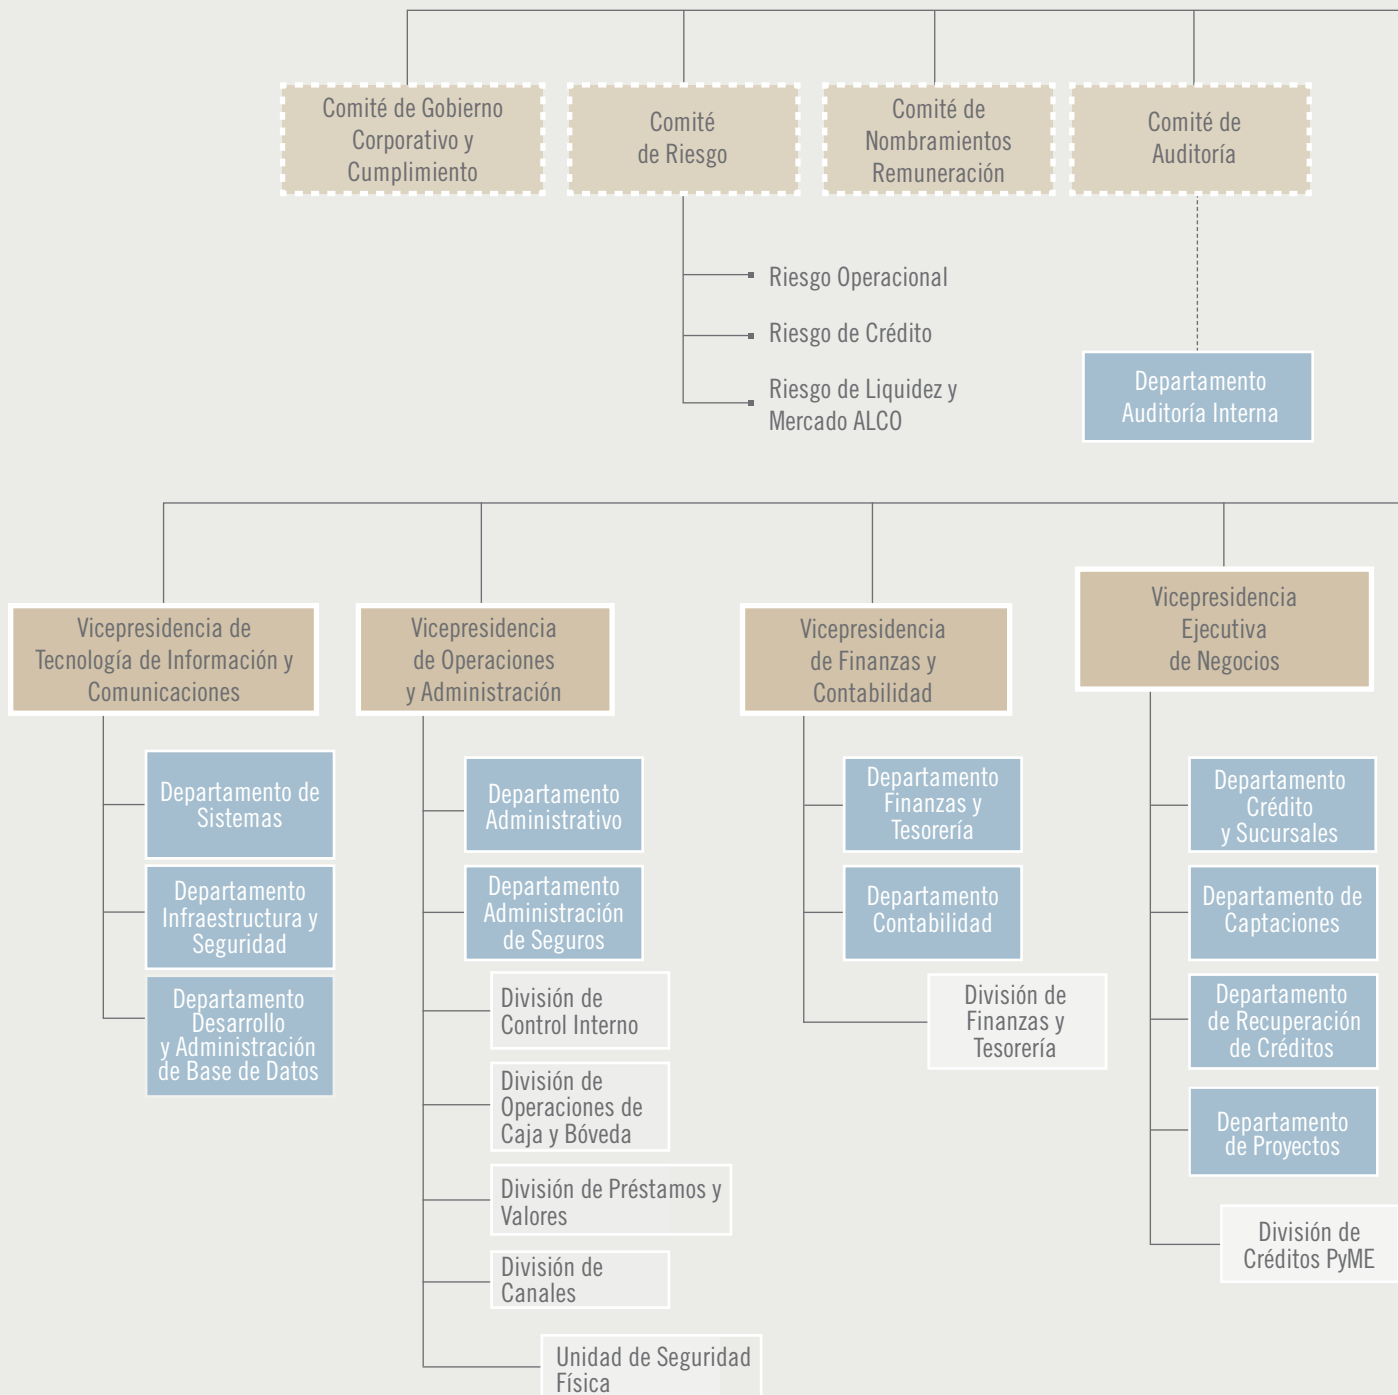 Comité de Gobierno
Corporativo y
Cumplimiento
Comité
de Riesgo
Comité de
Nombramientos
Remuneración
Comité de
Auditoría
Riesgo Operacional
Riesgo de Crédito
Riesgo de Liquidez y
Mercado ALCO
Departamento
Auditoría Interna
Vicepresidencia de
Tecnología de Información y
Comunicaciones
Departamento de
Sistemas
Departamento
Infraestructura y
Seguridad
Departamento
Desarrollo
y Administración
de Base de Datos
Vicepresidencia
de Operaciones
y Administración
Departamento
Administrativo
Departamento
Administración
de Seguros
División de
Control Interno
División de
Operaciones de
Caja y Bóveda
División de Préstamos y
Valores
División de
Canales
Unidad de Seguridad
Física
Vicepresidencia
de Finanzas y
Contabilidad
Departamento
Finanzas y
Tesorería
Departamento
Contabilidad
División de
Finanzas y
Tesorería
Vicepresidencia
Ejecutiva
de Negocios
Departamento
Crédito
y Sucursales
Departamento de
Captaciones
Departamento
de Recuperación
de Créditos
Departamento
de Proyectos
División de
Créditos PyME